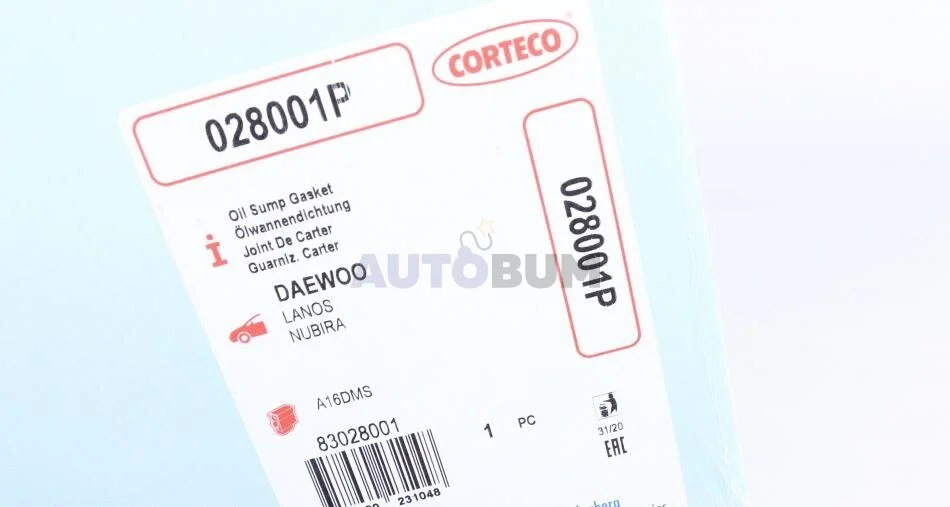 CORTECO
028001P
Oil Sump Gasket
Ölwannendichtung
Joint De Carter
Guarniz. Carter
DAEWOO
LANOS
NUBIRA
028001P
AUTOBUM
A16DMS
83028001
1 PC
31/20
EAC
231048